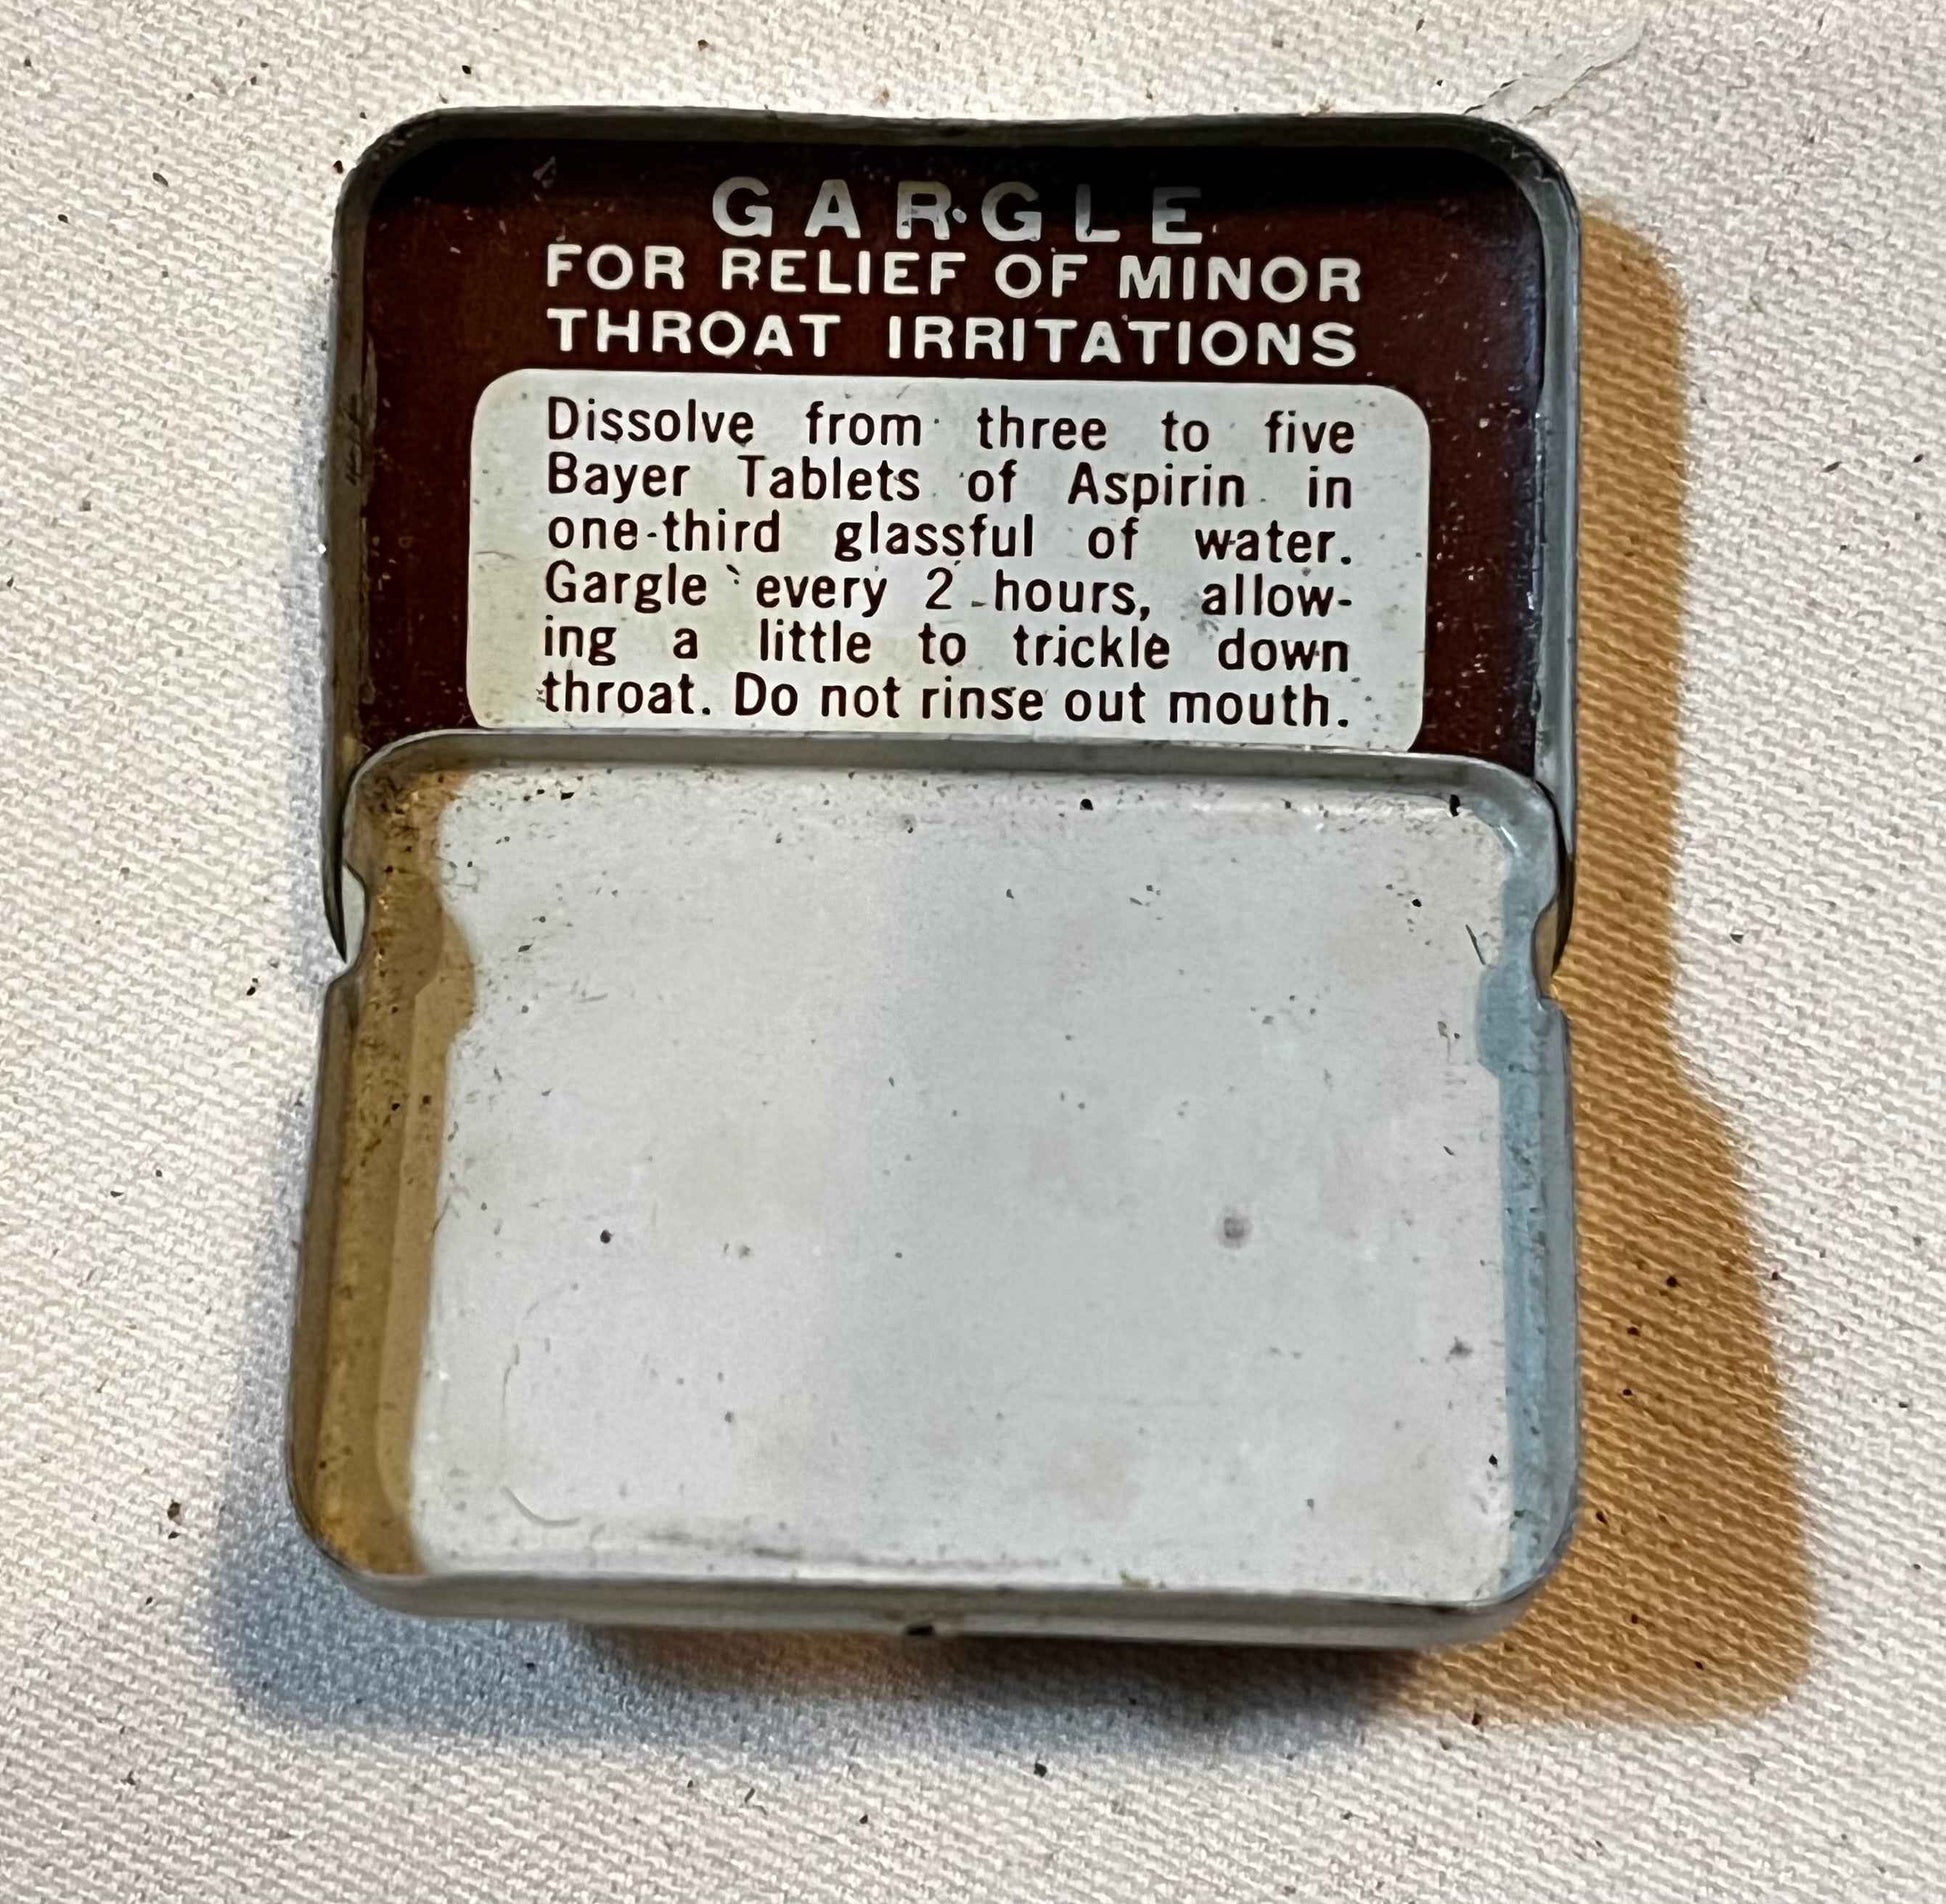 GARGLE
FOR RELIEF OF MINOR
THROAT IRRITATIONS
Dissolve from three to five
Bayer Tablets of Aspirin in
one-third glassful of water.
Gargle every 2 hours, allow-
ing a little to trickle down
throat. Do not rinse out mouth.